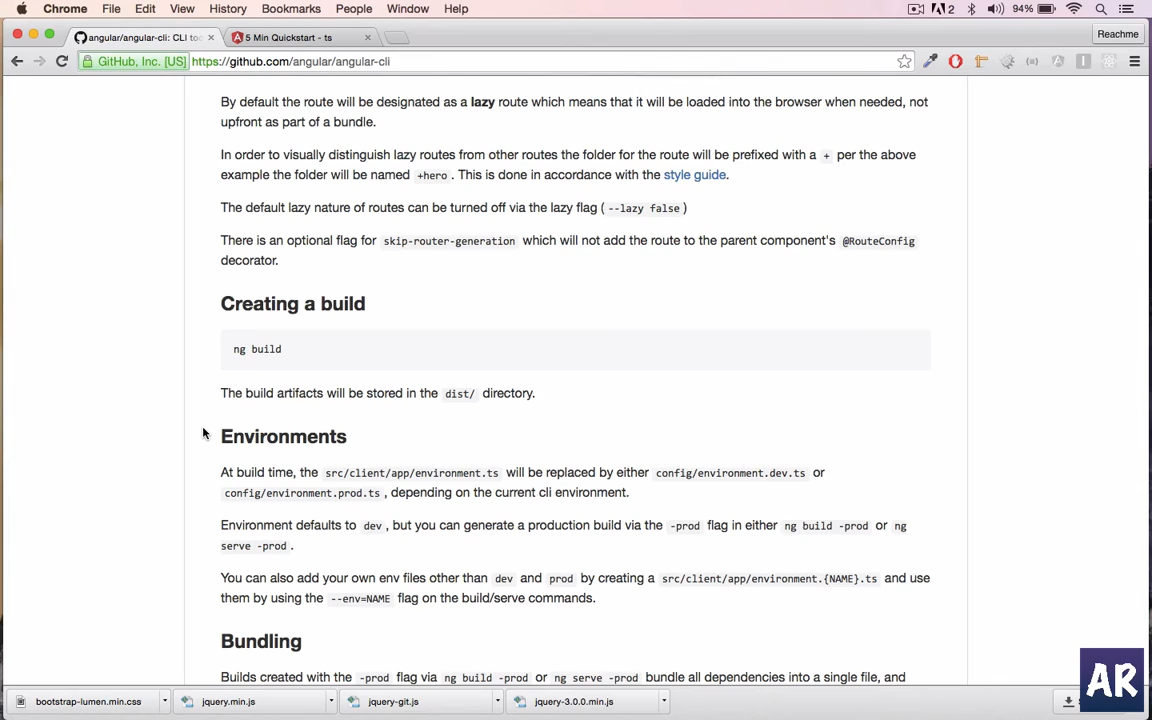 Chrome File Edit View History Bookmarks People Window Help 2 94%
angular/angular-cli: CLI too 5 Min Quickstart - ts Reachme
GitHub, Inc. [US] https://github.com/angular/angular-cli
By default the route will be designated as a lazy route which means that it will be loaded into the browser when needed, not
upfront as part of a bundle.
In order to visually distinguish lazy routes from other routes the folder for the route will be prefixed with a + per the above
example the folder will be named +hero. This is done in accordance with the style guide.
The default lazy nature of routes can be turned off via the lazy flag ( --lazy false )
There is an optional flag for skip-router-generation which will not add the route to the parent component's @RouteConfig
decorator.
Creating a build
ng build
The build artifacts will be stored in the dist/ directory.
Environments
At build time, the src/client/app/environment.ts will be replaced by either config/environment.dev.ts or
config/environment.prod.ts, depending on the current cli environment.
Environment defaults to dev, but you can generate a production build via the -prod flag in either ng build -prod or ng
serve -prod.
You can also add your own env files other than dev and prod by creating a src/client/app/environment.{NAME}.ts and use
them by using the --env=NAME flag on the build/serve commands.
Bundling
Builds created with the -prod flag via ng build -prod or ng serve -prod bundle all dependencies into a single file, and
bootstrap-lumen.min.css jquery.min.js jquery-git.js jquery-3.0.0.min.js
AR